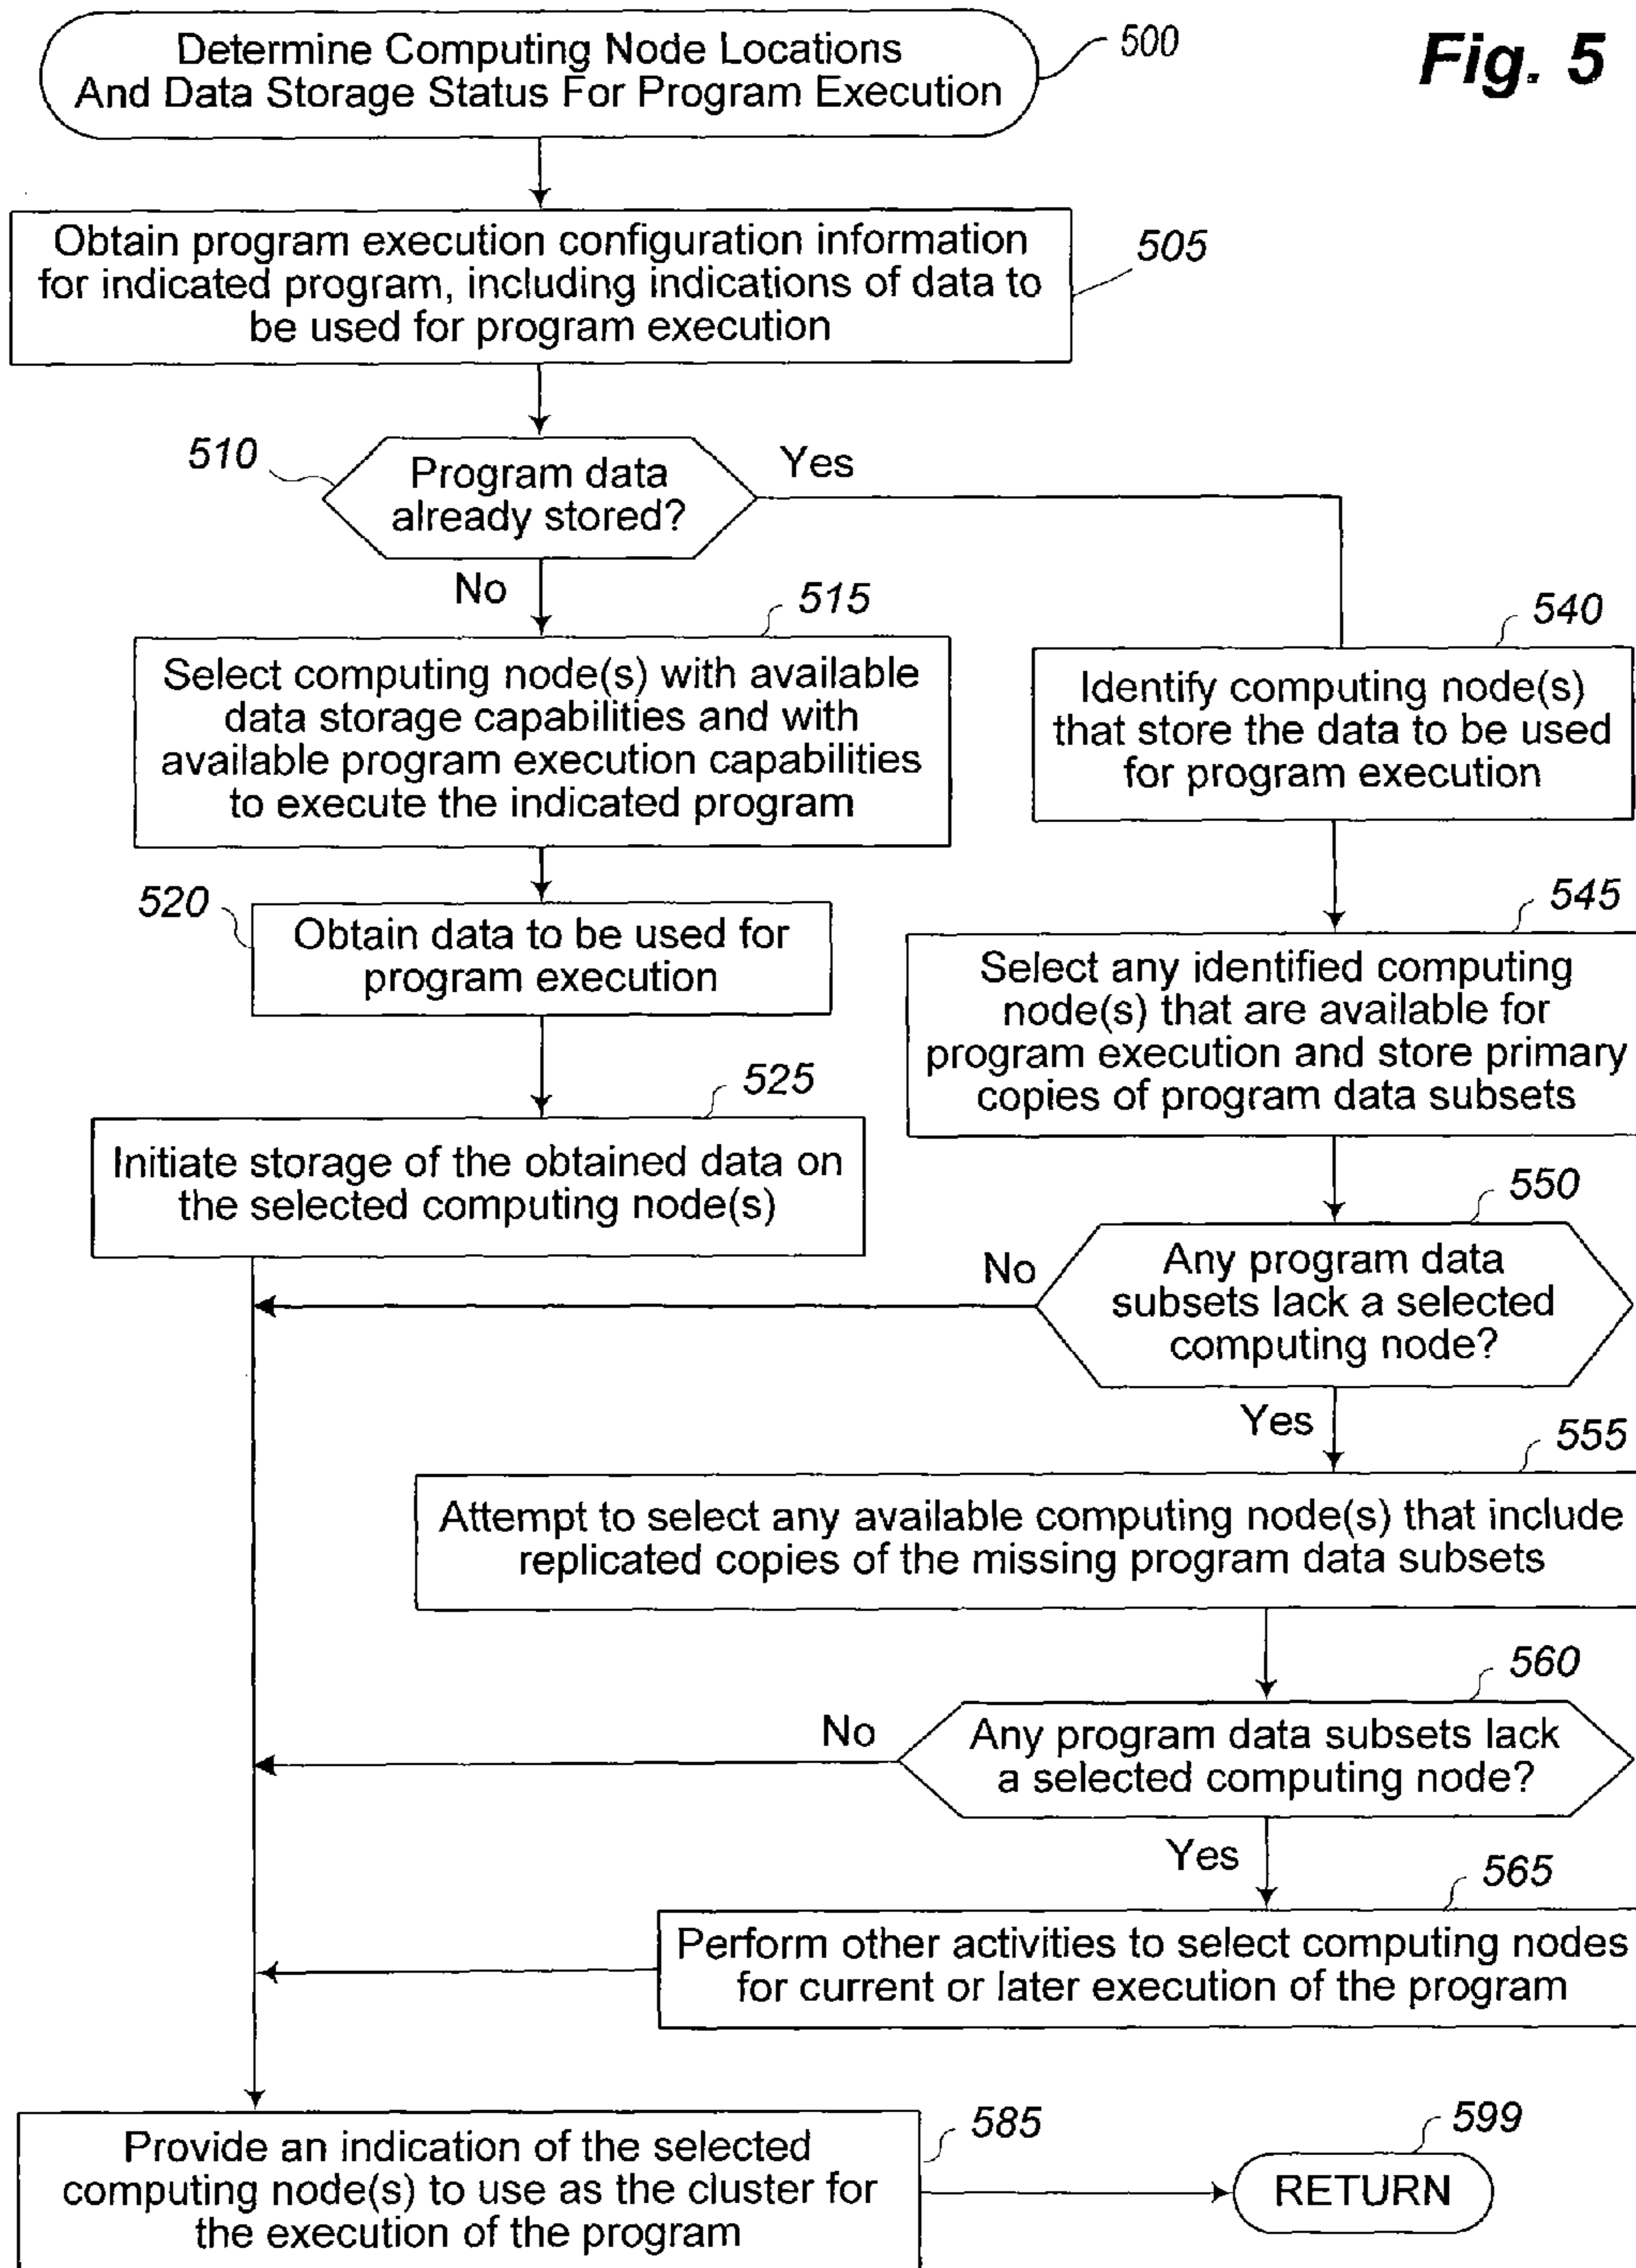 Fig. 5
Determine Computing Node Locations
And Data Storage Status For Program Execution
500
Obtain program execution configuration information
for indicated program, including indications of data to
be used for program execution
505
510
Program data
already stored?
Yes
No
515
Select computing node(s) with available
data storage capabilities and with
available program execution capabilities
to execute the indicated program
540
Identify computing node(s)
that store the data to be used
for program execution
520
Obtain data to be used for
program execution
545
Select any identified computing
node(s) that are available for
program execution and store primary
copies of program data subsets
525
Initiate storage of the obtained data on
the selected computing node(s)
550
Any program data
subsets lack a selected
computing node?
No
Yes
555
Attempt to select any available computing node(s) that include
replicated copies of the missing program data subsets
560
Any program data subsets lack
a selected computing node?
No
Yes
565
Perform other activities to select computing nodes
for current or later execution of the program
585
Provide an indication of the selected
computing node(s) to use as the cluster for
the execution of the program
599
RETURN